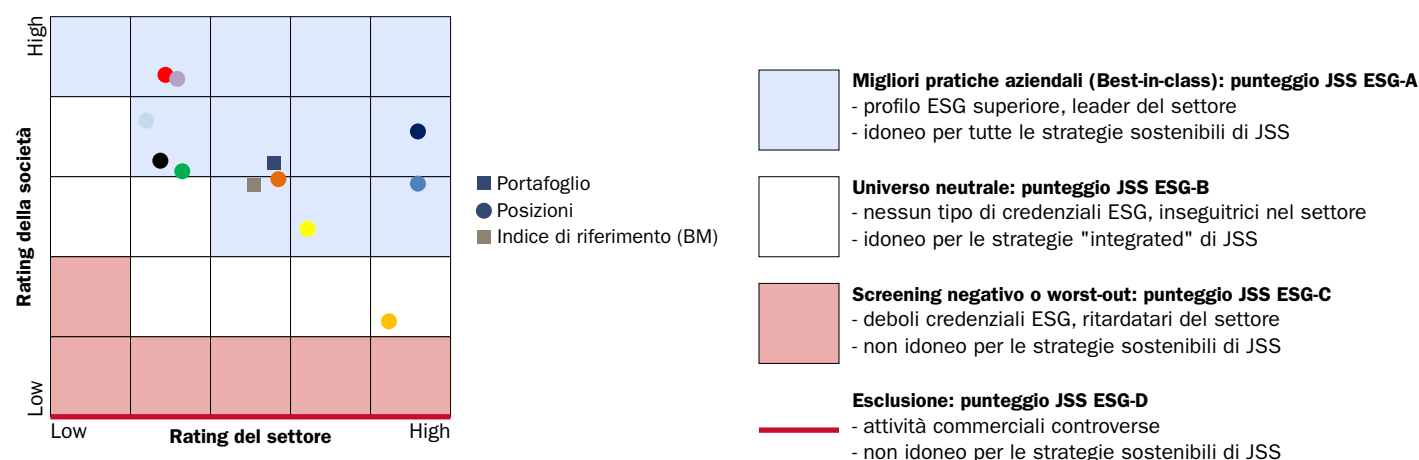 High
Rating della società
Low
Low
Rating del settore
High
Portafoglio
Posizioni
Indice di riferimento (BM)
Migliori pratiche aziendali (Best-in-class): punteggio JSS ESG-A
- profilo ESG superiore, leader del settore
- idoneo per tutte le strategie sostenibili di JSS
Universo neutrale: punteggio JSS ESG-B
- nessun tipo di credenziali ESG, inseguitrici nel settore
- idoneo per le strategie "integrated" di JSS
Screening negativo o worst-out: punteggio JSS ESG-C
- deboli credenziali ESG, ritardatari del settore
- non idoneo per le strategie sostenibili di JSS
Esclusione: punteggio JSS ESG-D
- attività commerciali controverse
- non idoneo per le strategie sostenibili di JSS